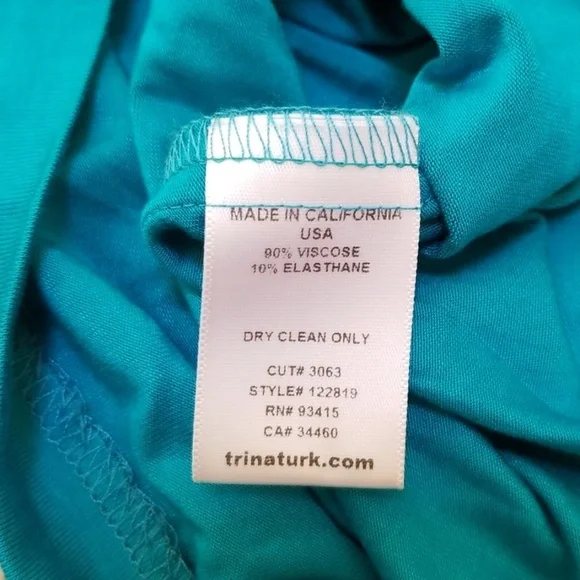 MADE IN CALIFORNIA
USA
90% VISCOSE
10% ELASTHANE
DRY CLEAN ONLY
CUT# 3063
STYLE# 122819
RN# 93415
CA# 34460
trinaturk.com